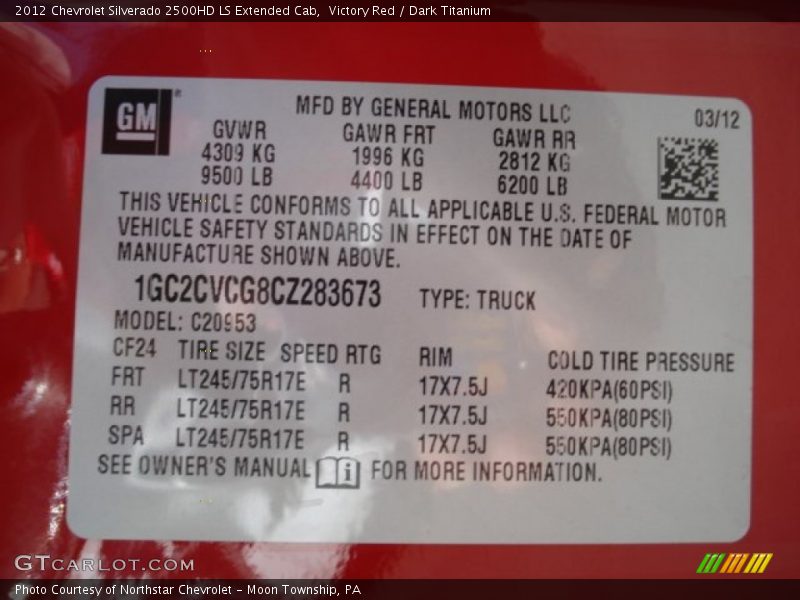 2012 Chevrolet Silverado 2500HD LS Extended Cab, Victory Red / Dark Titanium
GM®
MFD BY GENERAL MOTORS LLC 03/12
GVWR GAWR FRT GAWR RR
4309 KG 1996 KG 2812 KG
9500 LB 4400 LB 6200 LB
THIS VEHICLE CONFORMS TO ALL APPLICABLE U.S. FEDERAL MOTOR
VEHICLE SAFETY STANDARDS IN EFFECT ON THE DATE OF
MANUFACTURE SHOWN ABOVE.
1GC2CVCG8CZ283673 TYPE: TRUCK
MODEL: C20953
CF24 TIRE SIZE SPEED RTG RIM COLD TIRE PRESSURE
FRT LT245/75R17E R 17X7.5J 420KPA(60PSI)
RR LT245/75R17E R 17X7.5J 550KPA(80PSI)
SPA LT245/75R17E R 17X7.5J 550KPA(80PSI)
SEE OWNER'S MANUAL i FOR MORE INFORMATION.
GTCARLOT.COM
Photo Courtesy of Northstar Chevrolet - Moon Township, PA